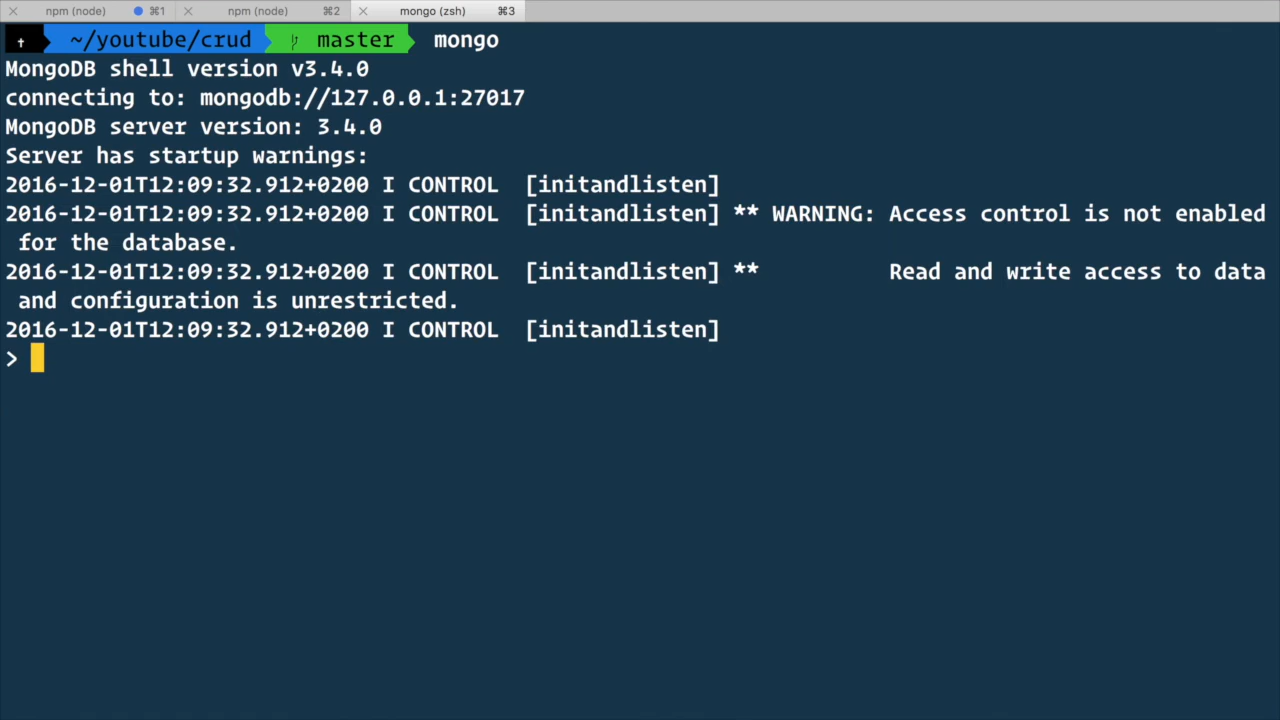 npm (node) ⌘1 npm (node) ⌘2 mongo (zsh) ⌘3
~/youtube/crud master mongo
MongoDB shell version v3.4.0
connecting to: mongodb://127.0.0.1:27017
MongoDB server version: 3.4.0
Server has startup warnings:
2016-12-01T12:09:32.912+0200 I CONTROL  [initandlisten]
2016-12-01T12:09:32.912+0200 I CONTROL  [initandlisten] ** WARNING: Access control is not enabled
for the database.
2016-12-01T12:09:32.912+0200 I CONTROL  [initandlisten] **          Read and write access to data
and configuration is unrestricted.
2016-12-01T12:09:32.912+0200 I CONTROL  [initandlisten]
>